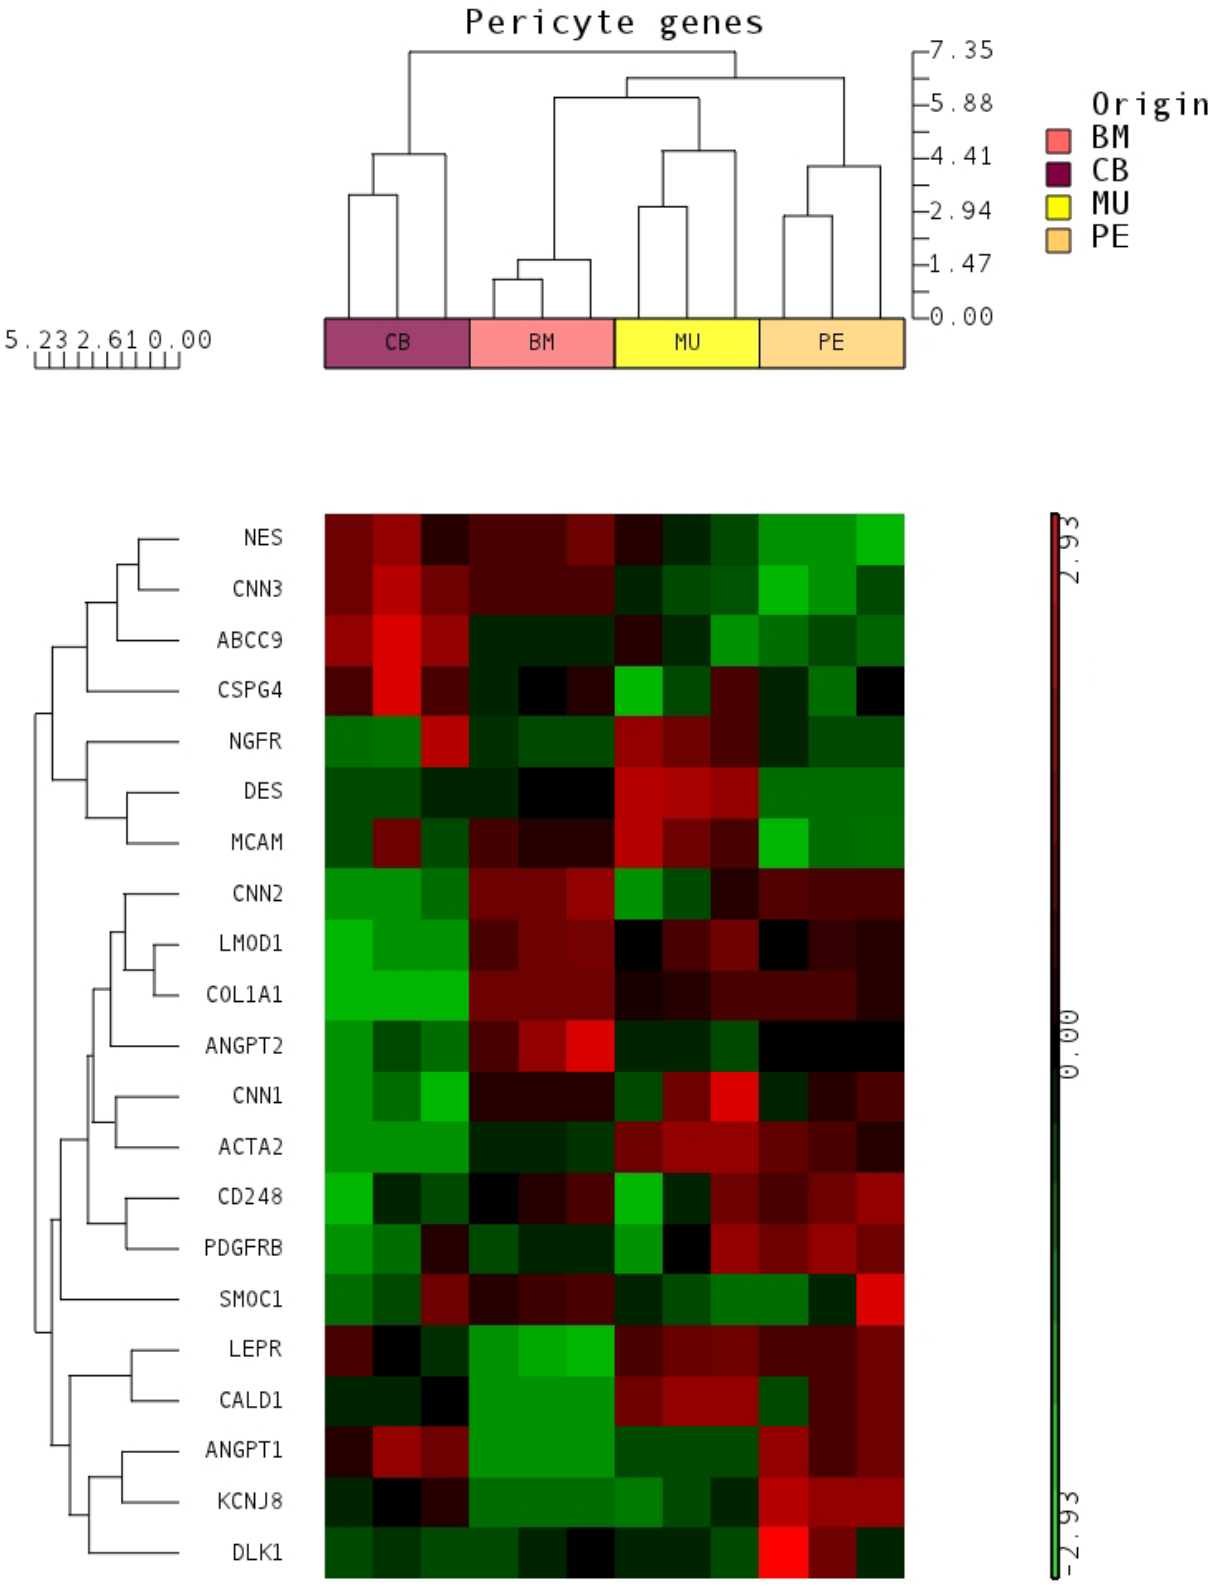 Pericyte genes
7.35
5.88
4.41
2.94
1.47
0.00
Origin
BM
CB
MU
PE
5.23 2.61 0.00
CB BM MU PE
NES
CNN3
ABCC9
CSPG4
NGFR
DES
MCAM
CNN2
LMOD1
COL1A1
ANGPT2
CNN1
ACTA2
CD248
PDGFRB
SMOC1
LEPR
CALD1
ANGPT1
KCNJ8
DLK1
2.93
0.00
-2.93